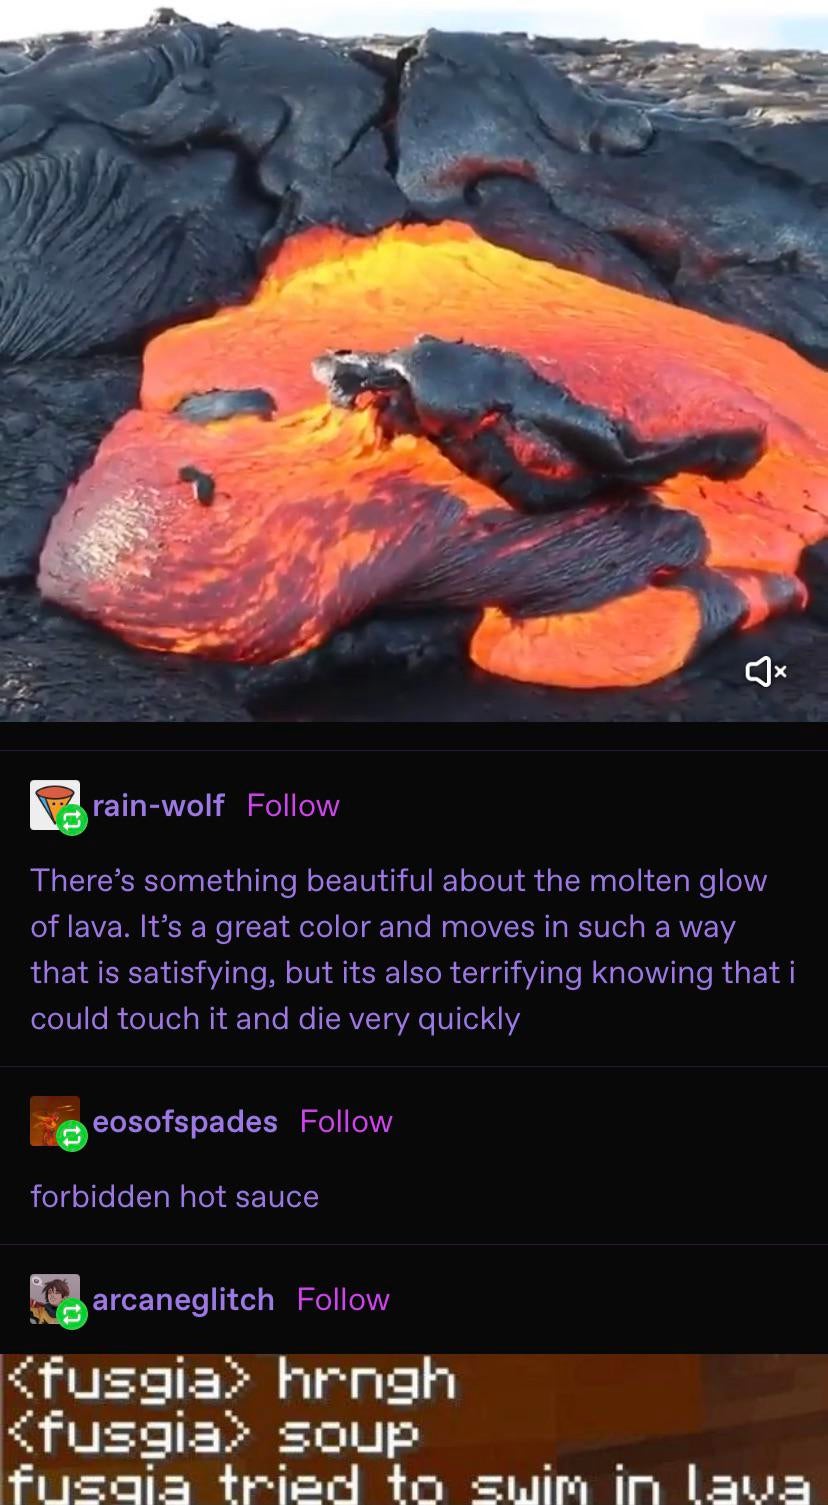 rain-wolf Follow
There’s something beautiful about the molten glow
of lava. It’s a great color and moves in such a way
that is satisfying, but its also terrifying knowing that i
could touch it and die very quickly
eosofspades Follow
forbidden hot sauce
arcaneglitch Follow
<fusgia> hrngh
<fusgia> soup
fusgia tried to swim in lava